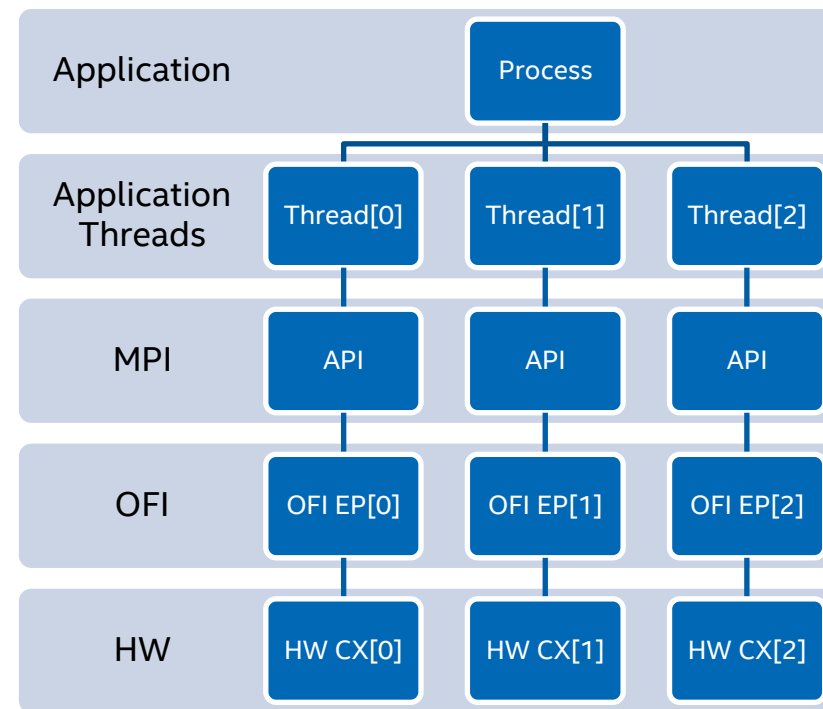 Application
Process
Application
Threads
Thread[0]
Thread[1]
Thread[2]
MPI
API
API
API
OFI
OFI EP[0]
OFI EP[1]
OFI EP[2]
HW
HW CX[0]
HW CX[1]
HW CX[2]